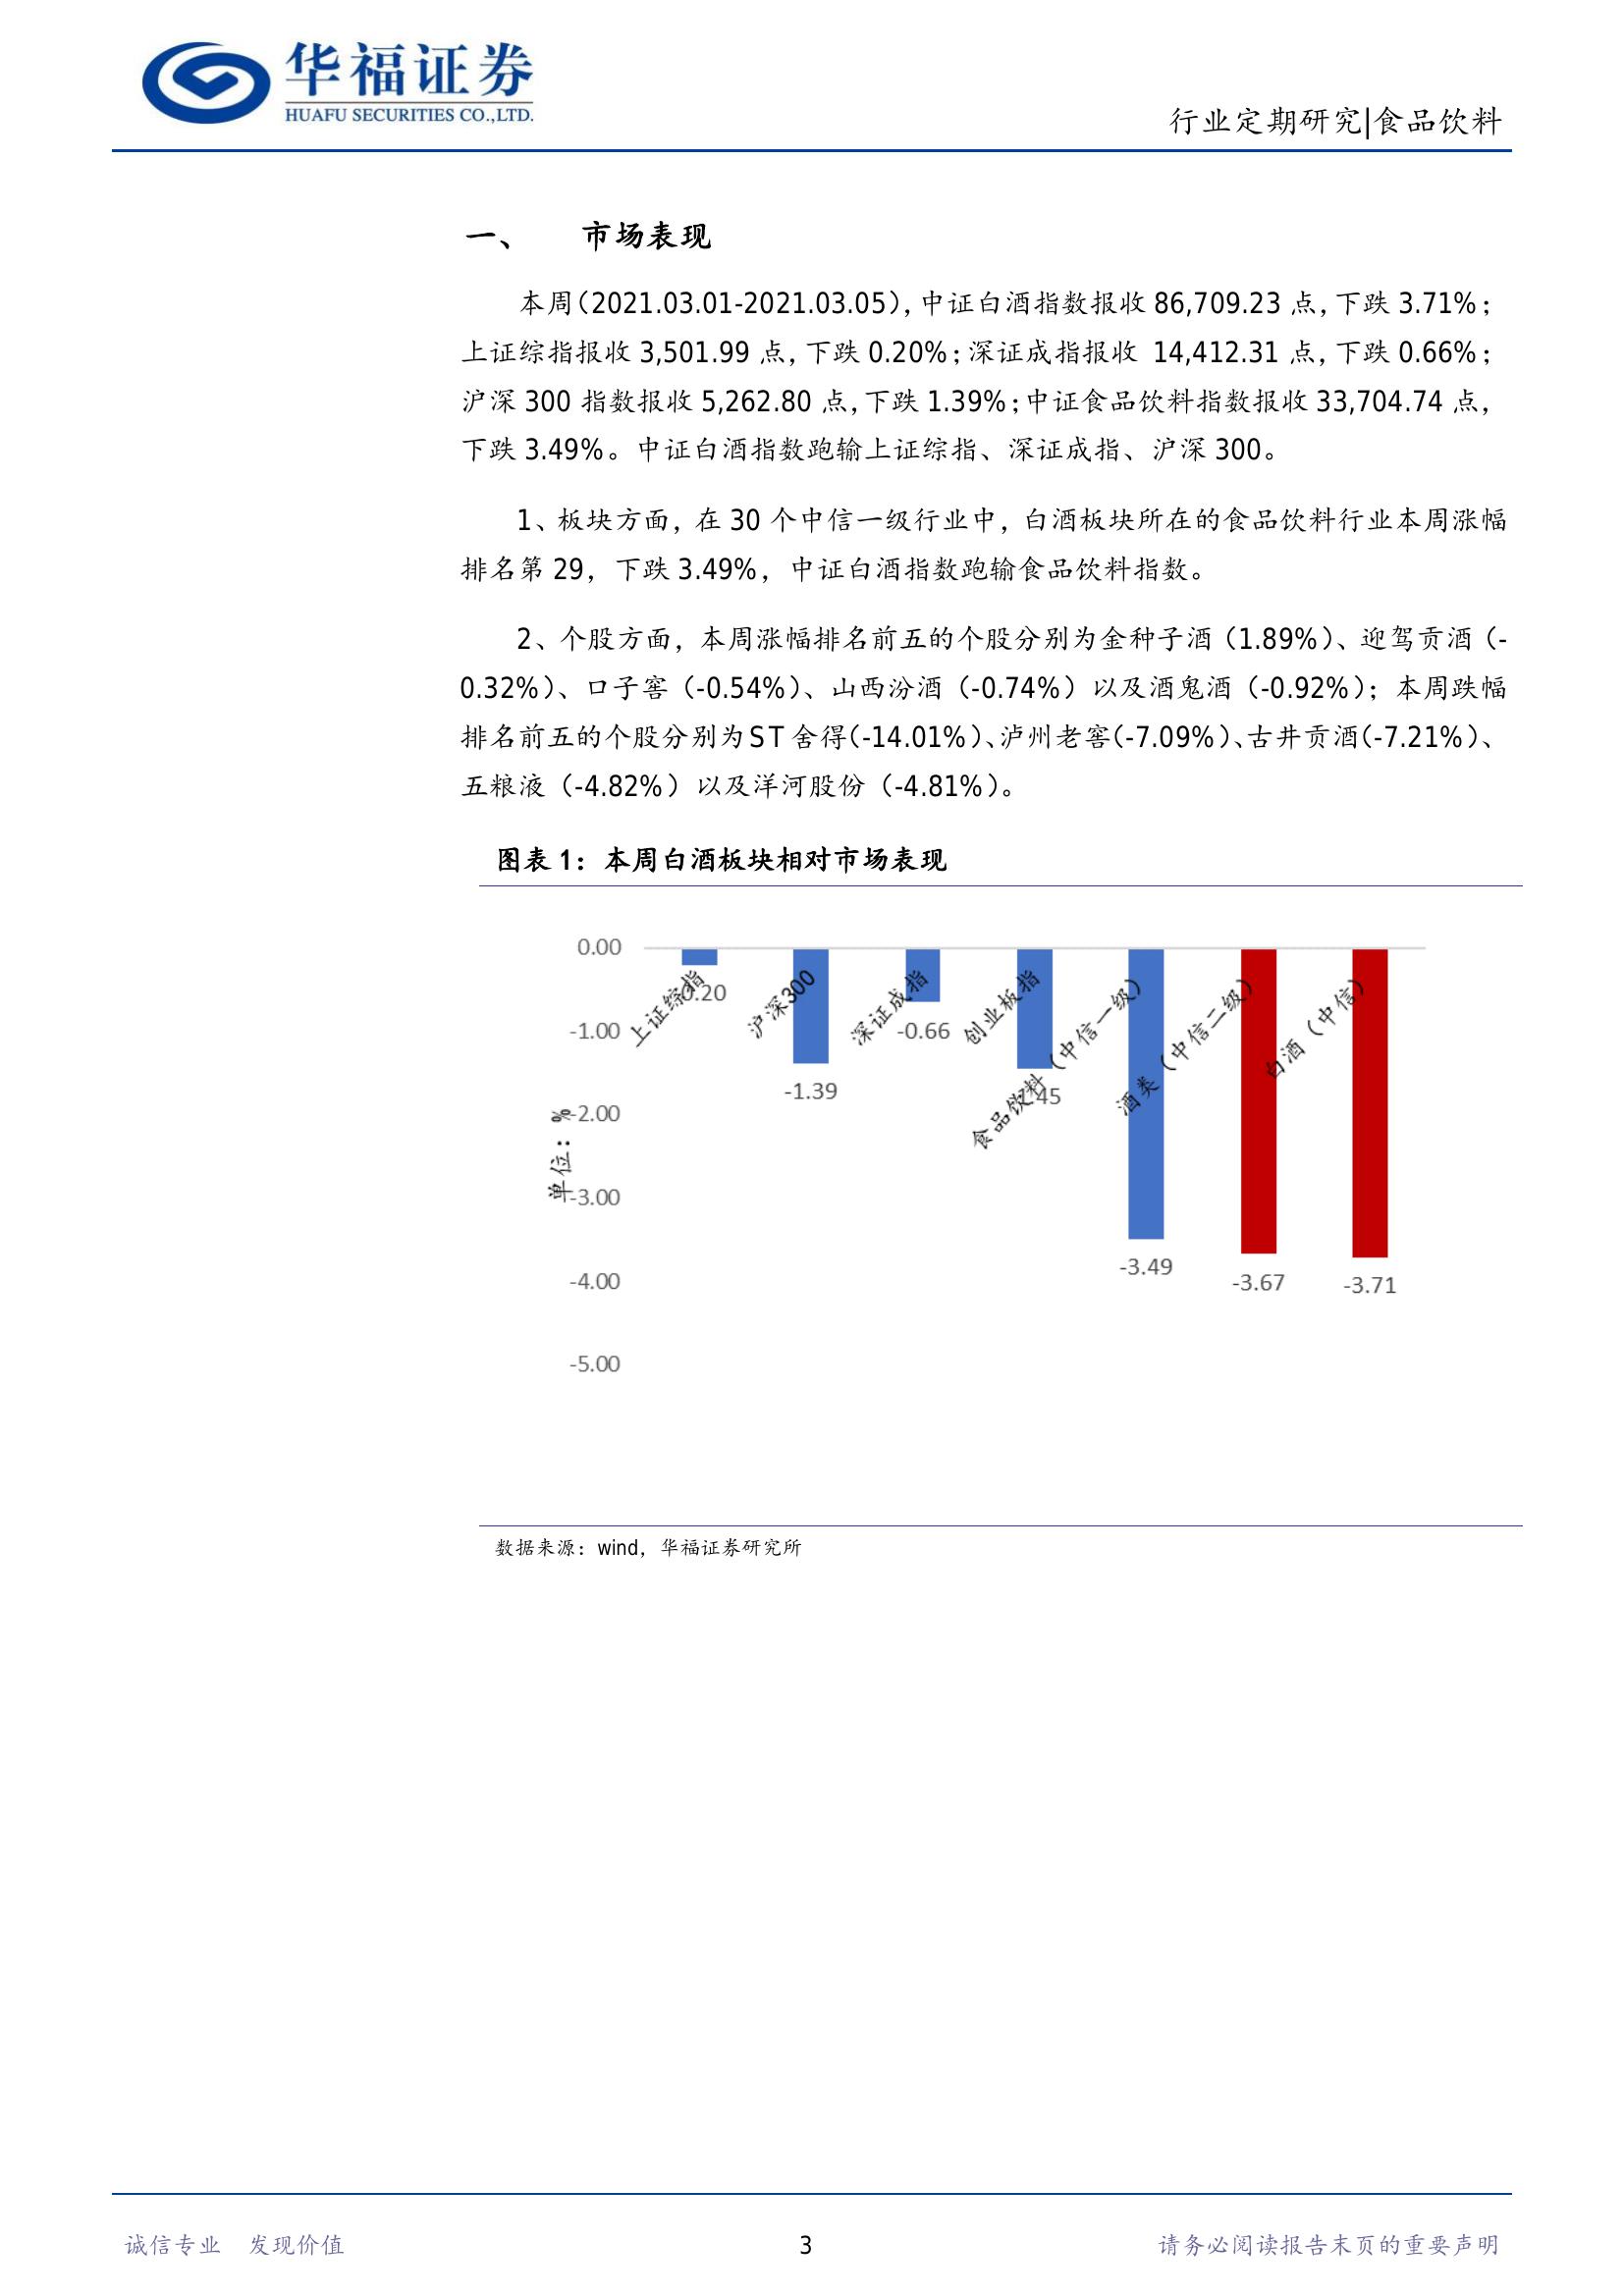 华福证券
HUAFU SECURITIES CO.,LTD.
行业定期研究|食品饮料
一、 市场表现
本周（2021.03.01-2021.03.05），中证白酒指数报收 86,709.23 点，下跌 3.71%；
上证综指报收 3,501.99 点，下跌 0.20%；深证成指报收 14,412.31 点，下跌 0.66%；
沪深 300 指数报收 5,262.80 点，下跌 1.39%；中证食品饮料指数报收 33,704.74 点，
下跌 3.49%。中证白酒指数跑输上证综指、深证成指、沪深 300。
1、板块方面，在 30 个中信一级行业中，白酒板块所在的食品饮料行业本周涨幅
排名第 29，下跌 3.49%，中证白酒指数跑输食品饮料指数。
2、个股方面，本周涨幅排名前五的个股分别为金种子酒（1.89%）、迎驾贡酒（-
0.32%）、口子窖（-0.54%）、山西汾酒（-0.74%）以及酒鬼酒（-0.92%）；本周跌幅
排名前五的个股分别为 ST 舍得（-14.01%）、泸州老窖（-7.09%）、古井贡酒（-7.21%）、
五粮液（-4.82%）以及洋河股份（-4.81%）。
图表 1：本周白酒板块相对市场表现
单位：%
0.00
-1.00
-2.00
-3.00
-4.00
-5.00
上证综指
沪深300
深证成指
创业板指
食品饮料（中信一级）
酒类（中信二级）
白酒（中信）
-0.20
-1.39
-0.66
-1.45
-3.49
-3.67
-3.71
数据来源：wind，华福证券研究所
诚信专业 发现价值
3
请务必阅读报告末页的重要声明